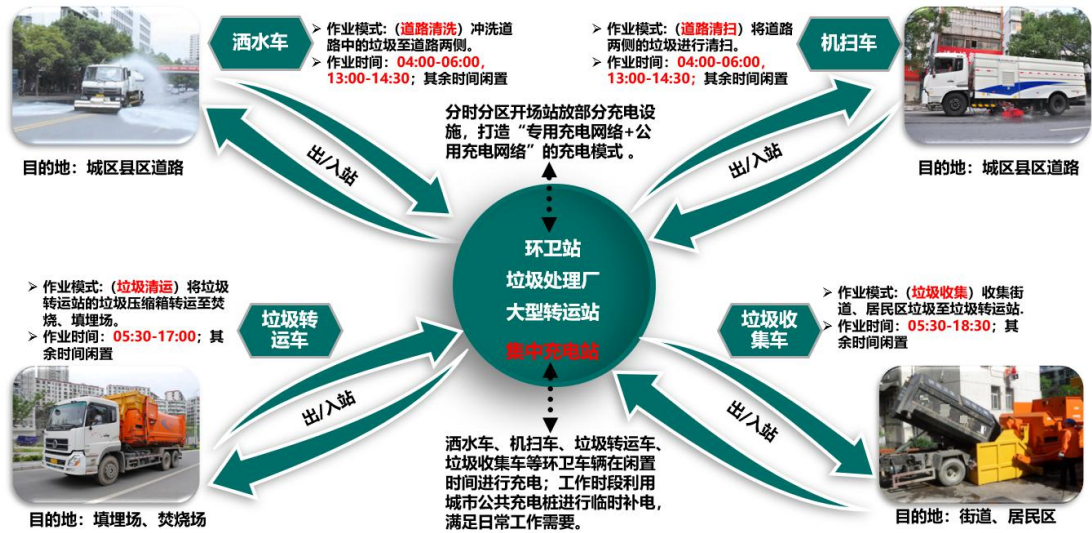 洒水车
➢ 作业模式：（道路清洗）冲洗道
路中的垃圾至道路两侧。
➢ 作业时间：04:00-06:00，
13:00-14:30；其余时间闲置
目的地：城区县区道路
出/入站
➢ 作业模式：（道路清扫）将道路
两侧的垃圾进行清扫。
➢ 作业时间：04:00-06:00，
13:00-14:30；其余时间闲置
机扫车
目的地：城区县区道路
出/入站
分时分区开场站放部分充电设
施，打造“专用充电网络+公
用充电网络”的充电模式 。
环卫站
垃圾处理厂
大型转运站
集中充电站
➢ 作业模式：（垃圾清运）将垃圾
转运站的垃圾压缩箱转运至焚
烧、填埋场。
➢ 作业时间：05:30-17:00；其
余时间闲置
垃圾转
运车
出/入站
目的地：填埋场、焚烧场
垃圾收
集车
➢ 作业模式：（垃圾收集）收集街
道、居民区垃圾至垃圾转运站.
➢ 作业时间：05:30-18:30；其
余时间闲置
出/入站
目的地：街道、居民区
洒水车、机扫车、垃圾转运车、
垃圾收集车等环卫车辆在闲置
时间进行充电；工作时段利用
城市公共充电桩进行临时补电，
满足日常工作需要。